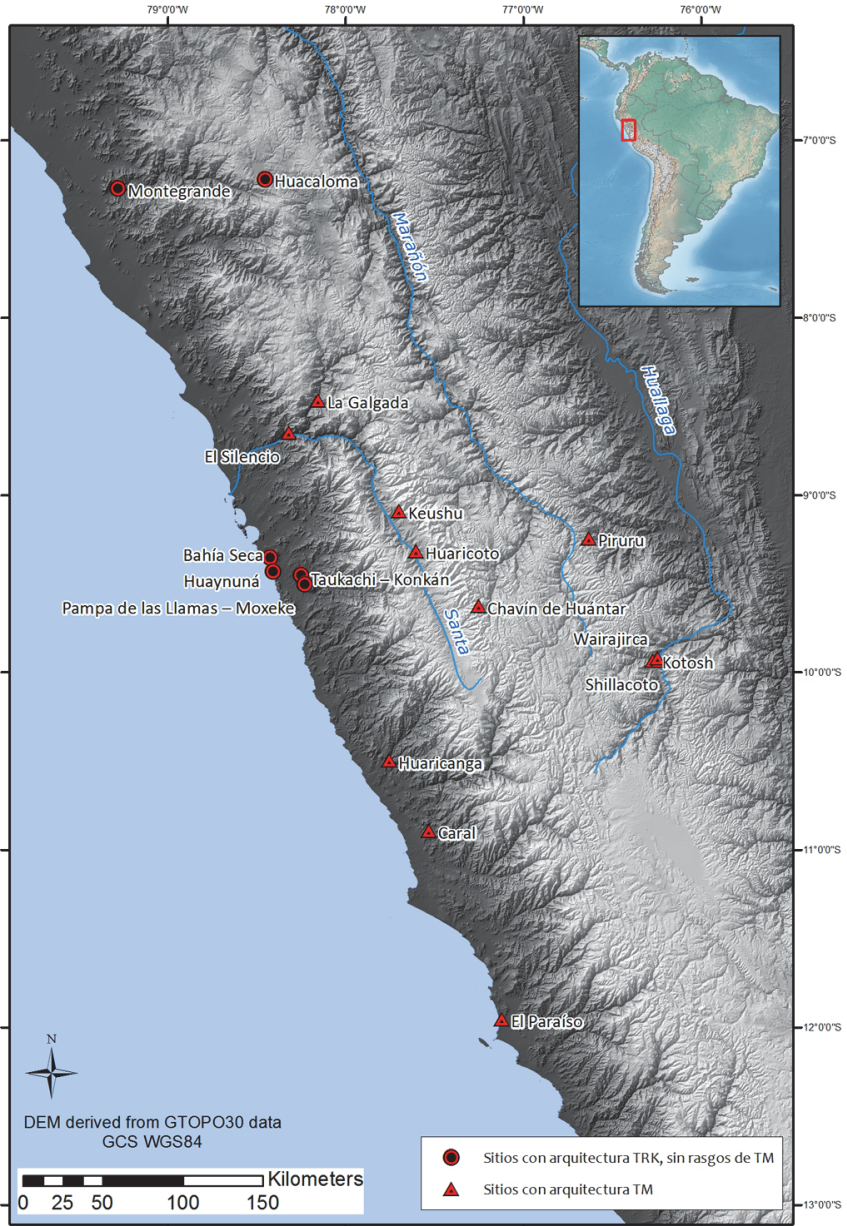 79°0'0"W
78°0'0"W
77°0'0"W
76°0'0"W
7°0'0"S
Huacaloma
Montegrande
Marañón
8°0'0"S
Huallaga
La Galgada
El Silencio
9°0'0"S
Keushu
Piruru
Huaricoto
Bahía Seca
Huaynuná
Taukachi – Konkán
Pampa de las Llamas – Moxeke
Chavín de Huántar
Santa
Wairajirca
Kotosh
Shillacoto
10°0'0"S
Huaricanga
Caral
11°0'0"S
El Paraíso
12°0'0"S
N
DEM derived from GTOPO30 data
GCS WGS84
Kilometers
0 25 50 100 150
Sitios con arquitectura TRK, sin rasgos de TM
Sitios con arquitectura TM
13°0'0"S